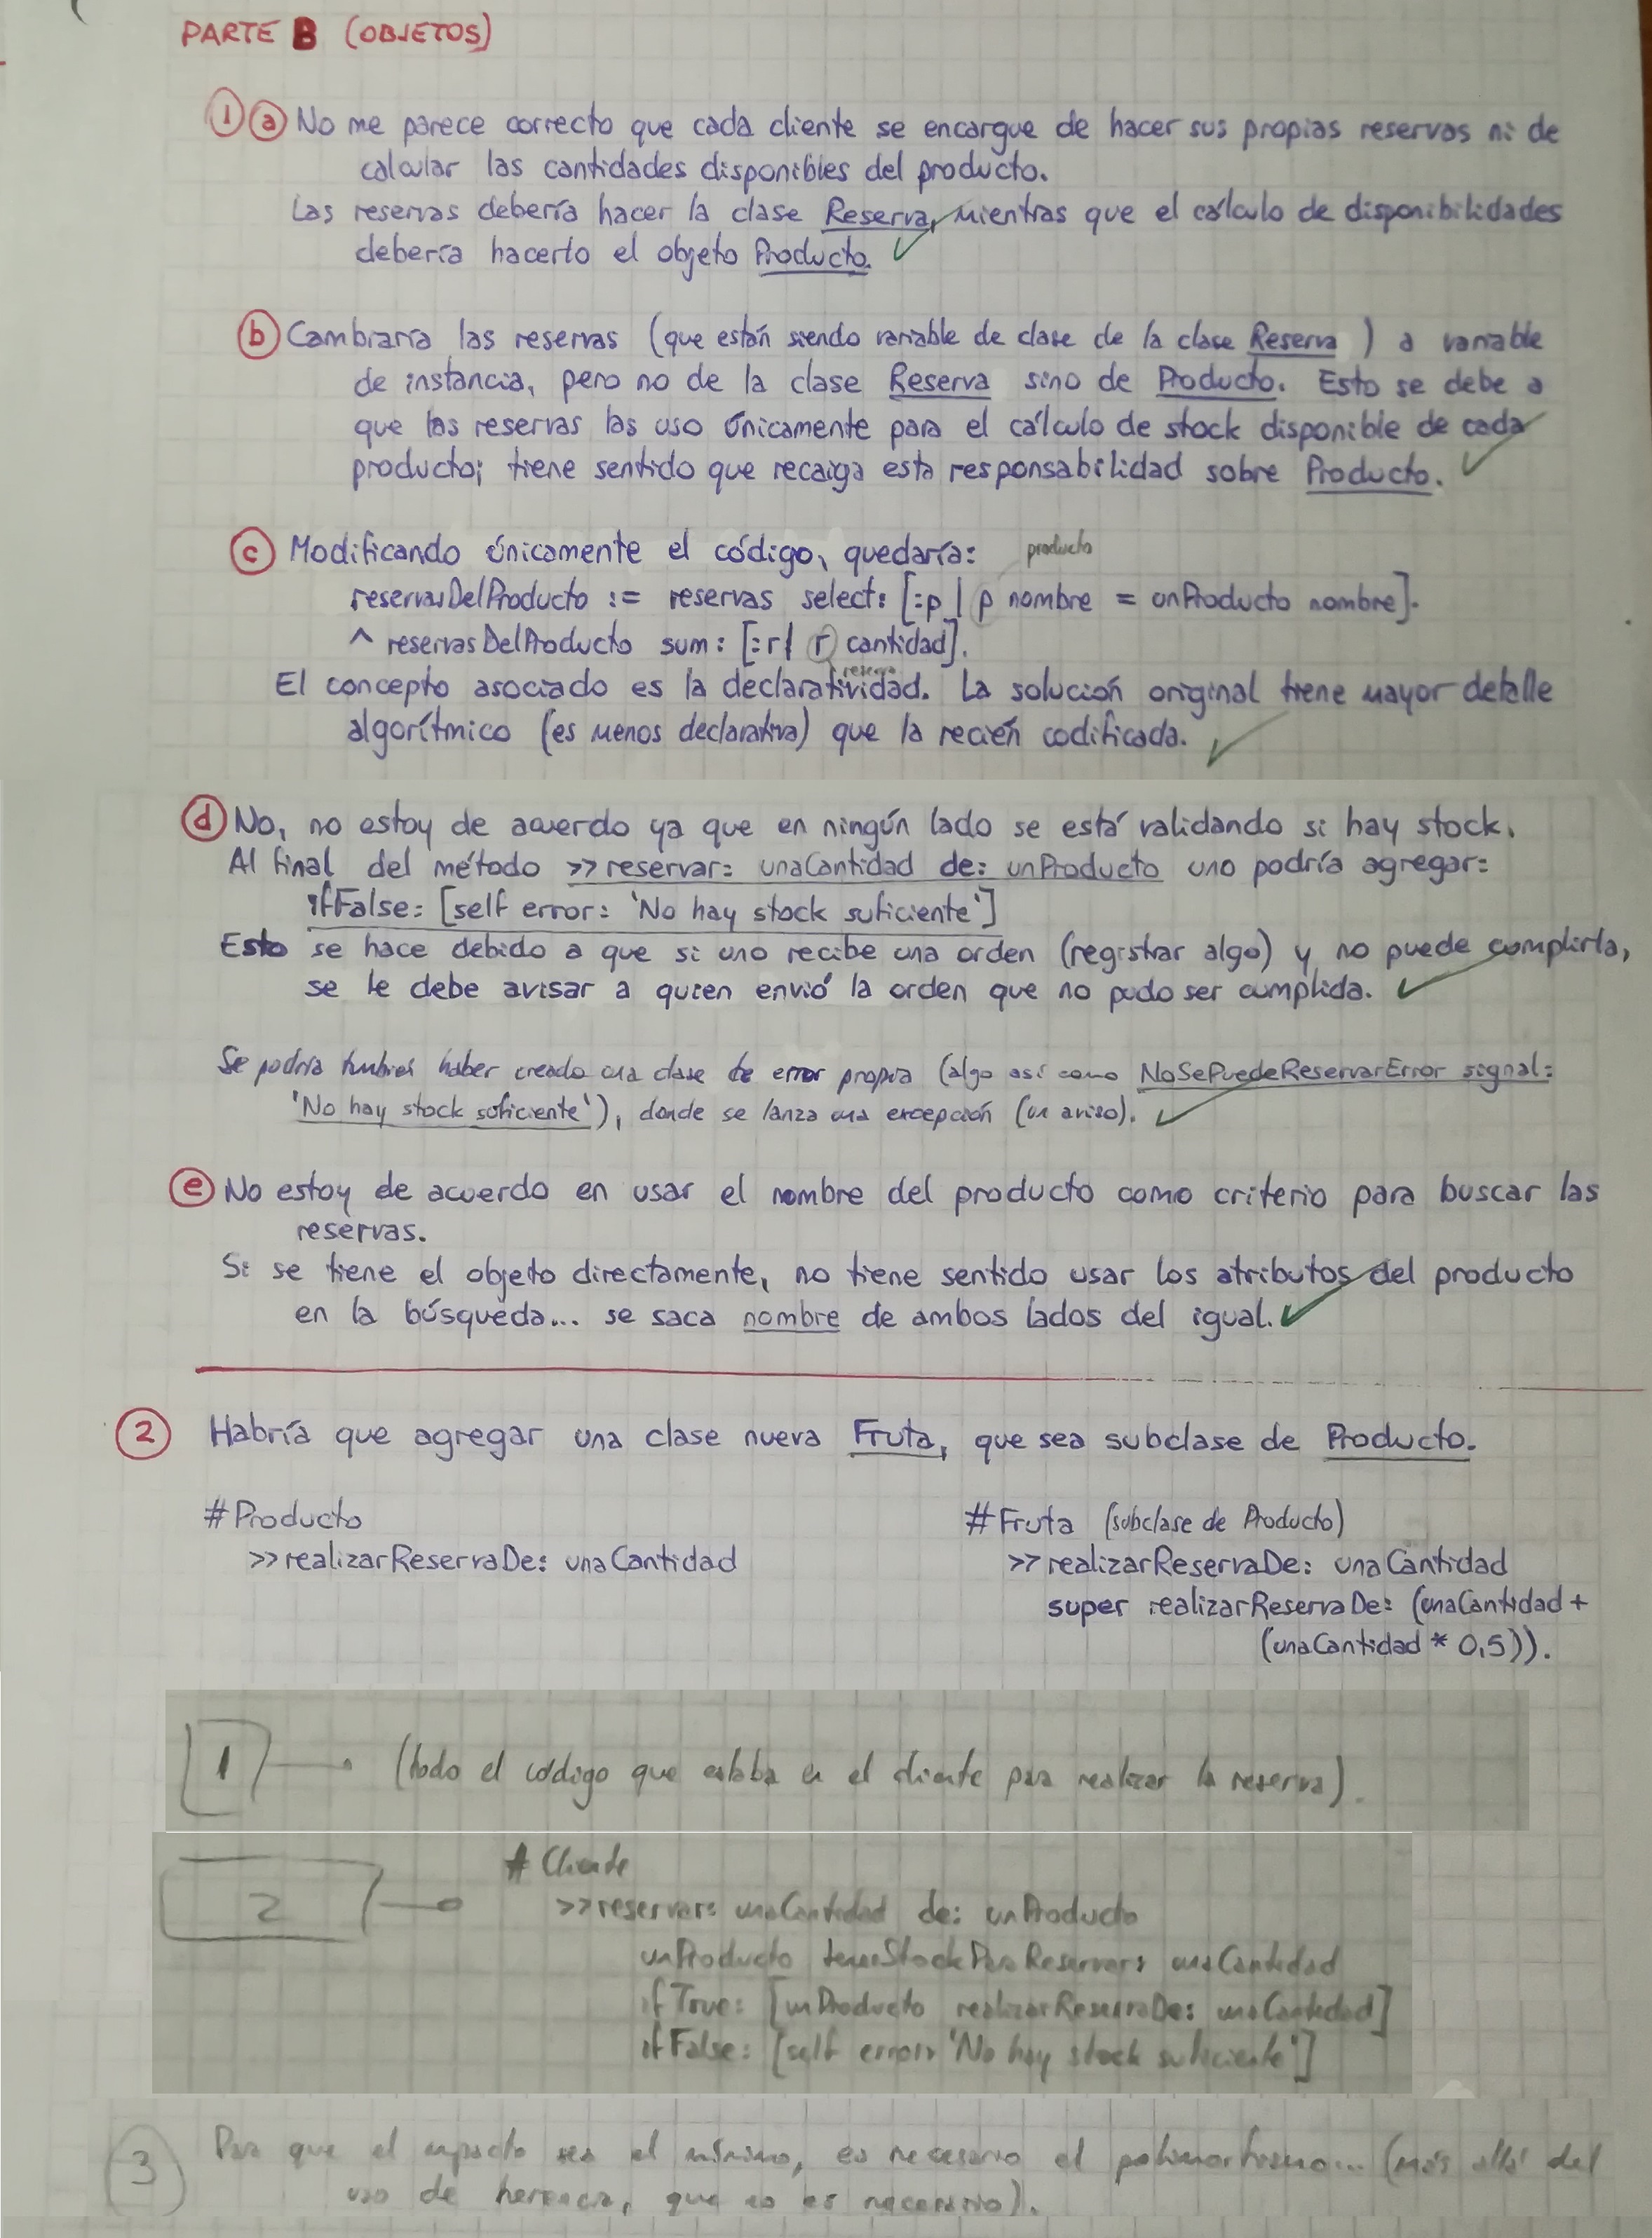 PARTE B (OBJETOS)
1 a No me parece correcto que cada cliente se encargue de hacer sus propias reservas ni de
calcular las cantidades disponibles del producto.
Las reservas debería hacer la clase Reserva, mientras que el cálculo de disponibilidades
debería hacerlo el objeto Producto.
b Cambiaría las reservas (que están siendo variable de clase de la clase Reserva) a variable
de instancia, pero no de la clase Reserva sino de Producto. Esto se debe a
que las reservas las uso únicamente para el cálculo de stock disponible de cada
producto; tiene sentido que recaiga esta responsabilidad sobre Producto.
c Modificando únicamente el código, quedaría:
producto
reservasDelProducto := reservas select: [:p | p nombre = unProducto nombre].
^ reservasDelProducto sum: [:r | r cantidad].
reserva
El concepto asociado es la declaratividad. La solución original tiene mayor detalle
algorítmico (es menos declarativa) que la recién codificada.
d No, no estoy de acuerdo ya que en ningún lado se está validando si hay stock.
Al final del método >> reservar: unaCantidad de: unProducto uno podría agregar:
ifFalse: [self error: 'No hay stock suficiente']
Esto se hace debido a que si uno recibe una orden (registrar algo) y no puede cumplirla,
se le debe avisar a quien envió la orden que no pudo ser cumplida.
Se podría también haber creado una clase de error propia (algo así como NoSePuedeReservarError signal:
'No hay stock suficiente'), donde se lanza una excepción (un aviso).
e No estoy de acuerdo en usar el nombre del producto como criterio para buscar las
reservas.
Si se tiene el objeto directamente, no tiene sentido usar los atributos del producto
en la búsqueda... se saca nombre de ambos lados del igual.
2 Habría que agregar una clase nueva Fruta, que sea subclase de Producto.
#Producto
>> realizarReservaDe: unaCantidad
#Fruta (subclase de Producto)
>> realizarReservaDe: unaCantidad
super realizarReservaDe: (unaCantidad +
(unaCantidad * 0,5)).
1 (todo el código que estaba en el cliente para realizar la reserva).
2 # Cliente
>> reservar: unaCantidad de: unProducto
unProducto tieneStockParaReservar: unaCantidad
ifTrue: [unProducto realizarReservaDe: unaCantidad]
ifFalse: [self error: 'No hay stock suficiente']
3 Para que el impacto sea el mínimo, es necesario el polimorfismo... (más allá del
uso de herencia, que no es necesario).